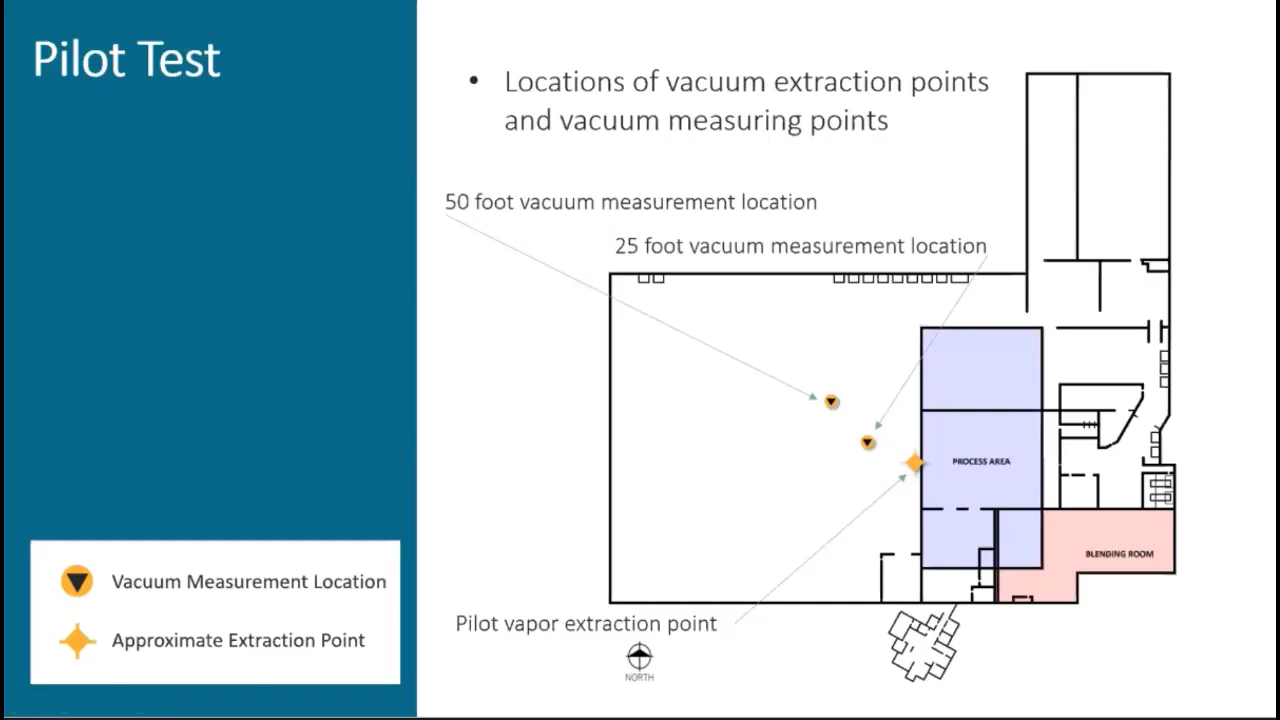 Pilot Test
• Locations of vacuum extraction points
and vacuum measuring points
50 foot vacuum measurement location
25 foot vacuum measurement location
PROCESS AREA
BLENDING ROOM
Vacuum Measurement Location
Approximate Extraction Point
Pilot vapor extraction point
NORTH